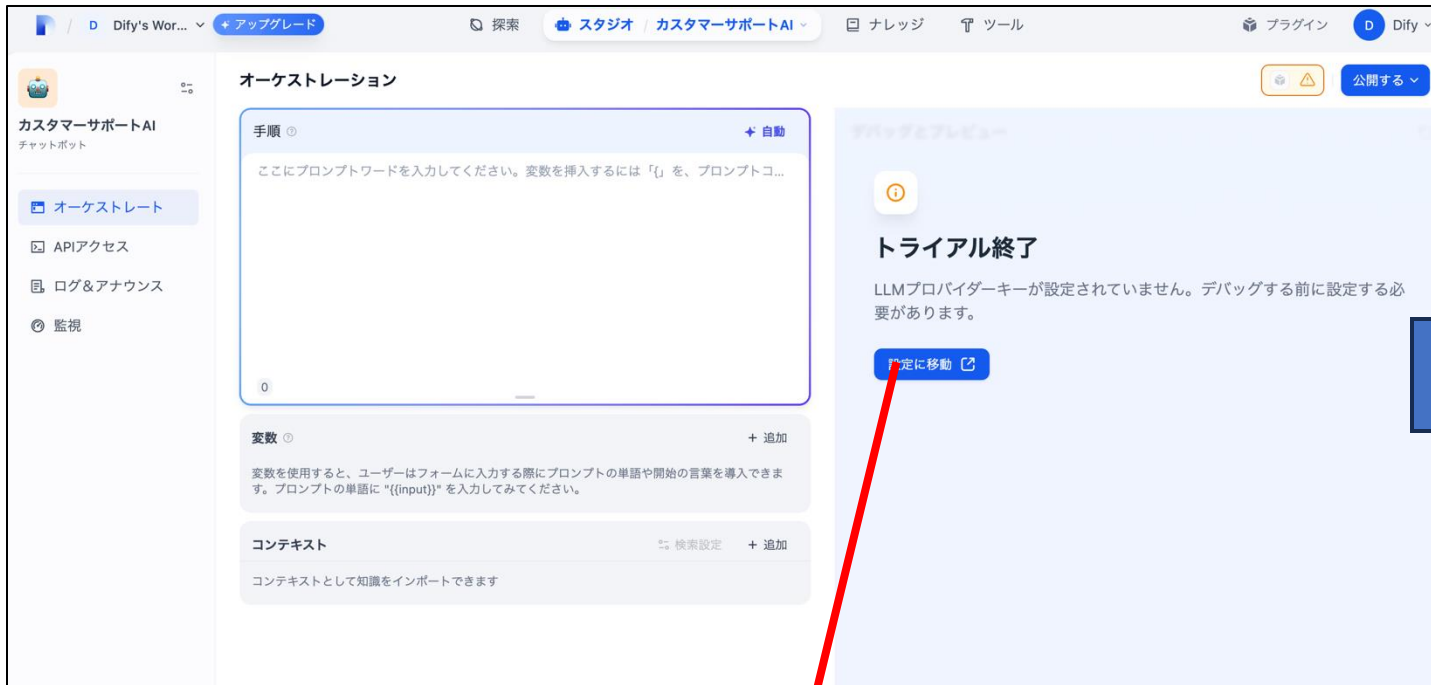 D Dify's Wor... アップグレード 探索 スタジオ / カスタマーサポートAI ナレッジ ツール プラグイン D Dify
カスタマーサポートAI
チャットボット
オーケストレート
APIアクセス
ログ&アナウンス
監視
オーケストレーション
公開する
手順
自動
ここにプロンプトワードを入力してください。変数を挿入するには「{」を、プロンプトコ...
0
変数
+ 追加
変数を使用すると、ユーザーはフォームに入力する際にプロンプトの単語や開始の言葉を導入できま
す。プロンプトの単語に "{{input}}" を入力してみてください。
コンテキスト
検索設定
+ 追加
コンテキストとして知識をインポートできます
デバッグとプレビュー
トライアル終了
LLMプロバイダーキーが設定されていません。デバッグする前に設定する必
要があります。
設定に移動